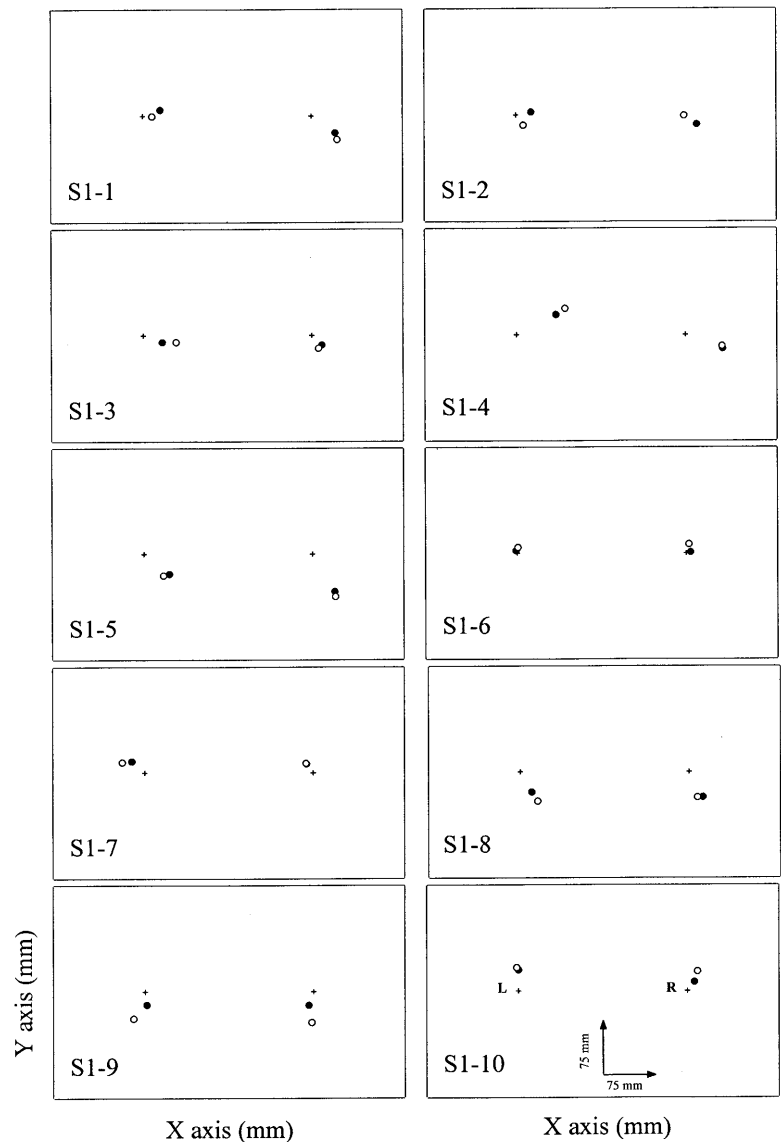 S1-1
S1-2
S1-3
S1-4
S1-5
S1-6
S1-7
S1-8
S1-9
L
R
75 mm
75 mm
S1-10
Y axis (mm)
X axis (mm)
X axis (mm)